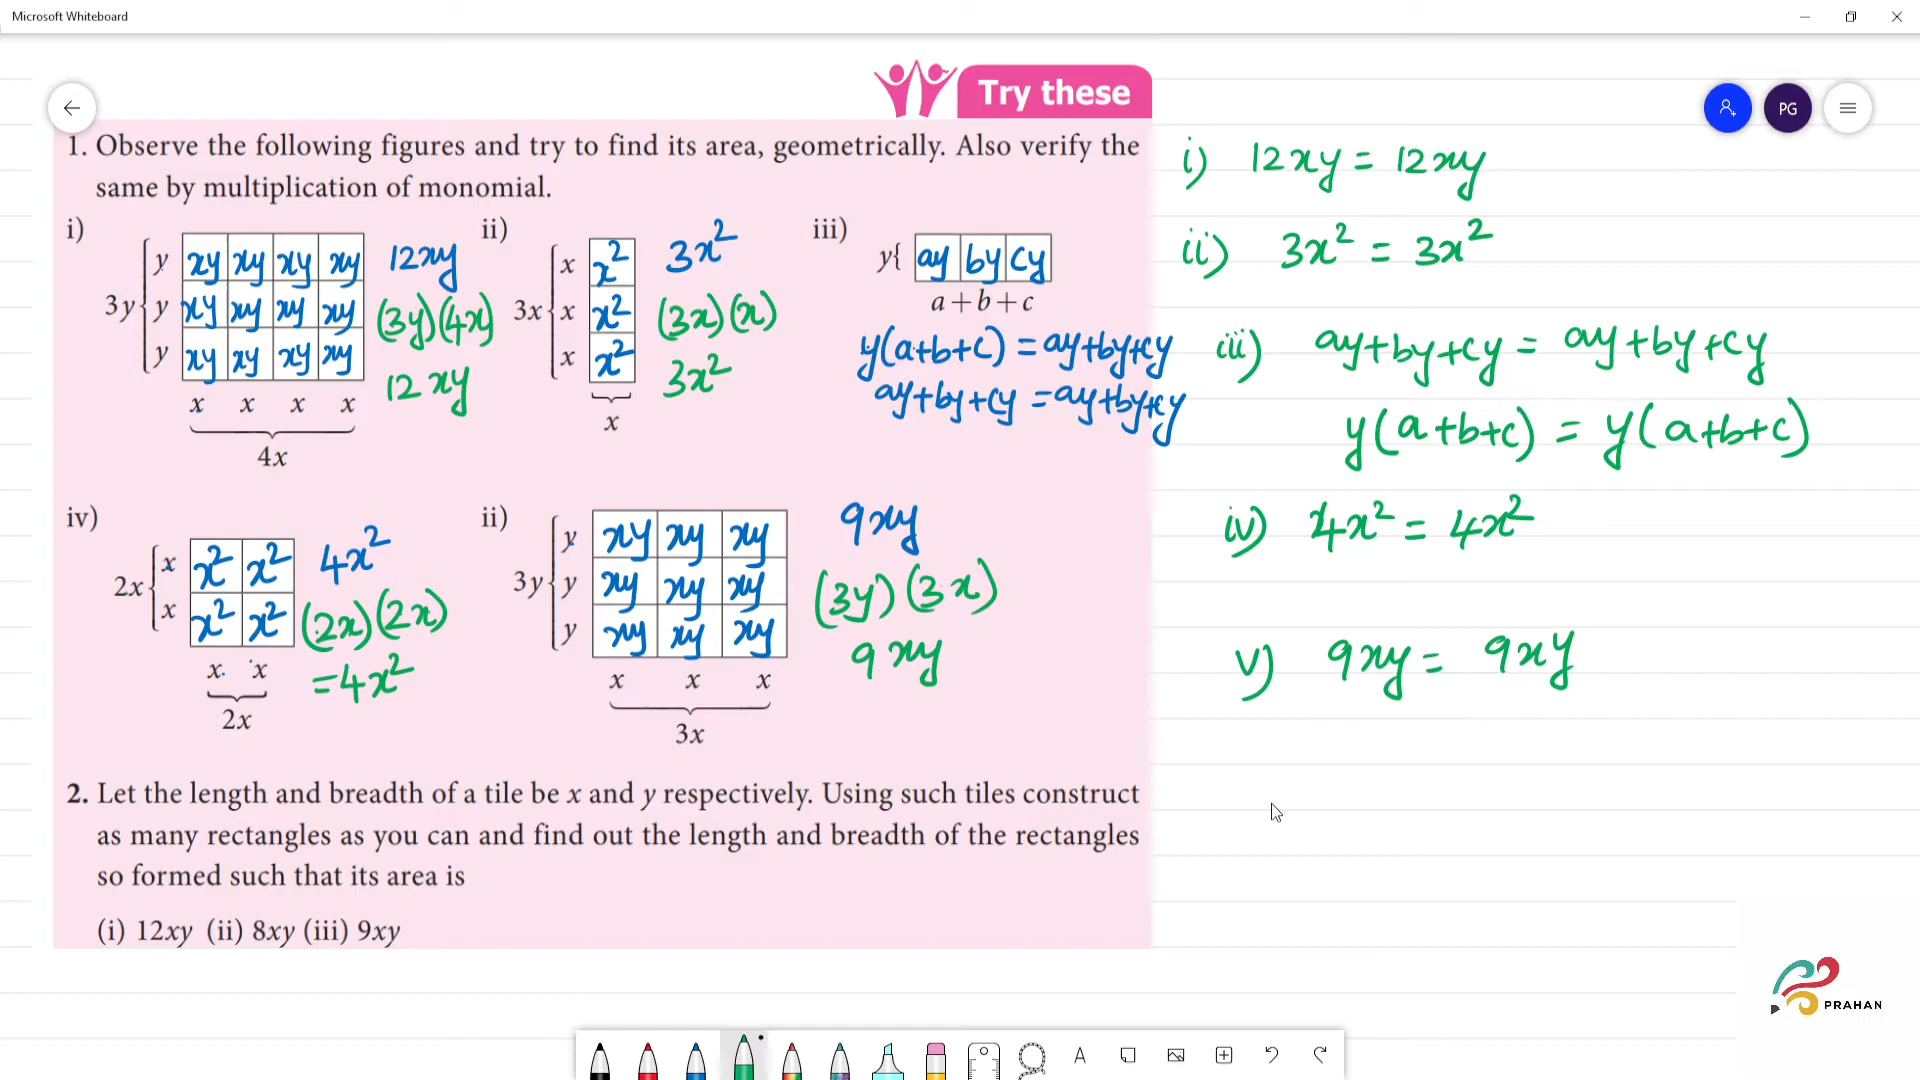 Microsoft Whiteboard
Try these
PG
1. Observe the following figures and try to find its area, geometrically. Also verify the
same by multiplication of monomial.
i)
3y
y xy xy xy xy
y xy xy xy xy
y xy xy xy xy
x x x x
4x
12xy
(3y)(4x)
12xy
ii)
3x
x x²
x x²
x x²
x
3x²
(3x)(x)
3x²
iii)
y{ ay by cy
a+b+c
y(a+b+c) = ay+by+cy
ay+by+cy = ay+by+cy
iv)
2x
x x² x²
x x² x²
x x
2x
4x²
(2x)(2x)
=4x²
ii)
3y
y xy xy xy
y xy xy xy
y xy xy xy
x x x
3x
9xy
(3y)(3x)
9xy
2. Let the length and breadth of a tile be x and y respectively. Using such tiles construct
as many rectangles as you can and find out the length and breadth of the rectangles
so formed such that its area is
(i) 12xy (ii) 8xy (iii) 9xy
i) 12xy = 12xy
ii) 3x² = 3x²
iii) ay+by+cy = ay+by+cy
y(a+b+c) = y(a+b+c)
iv) 4x² = 4x²
v) 9xy = 9xy
PRAHAN
A